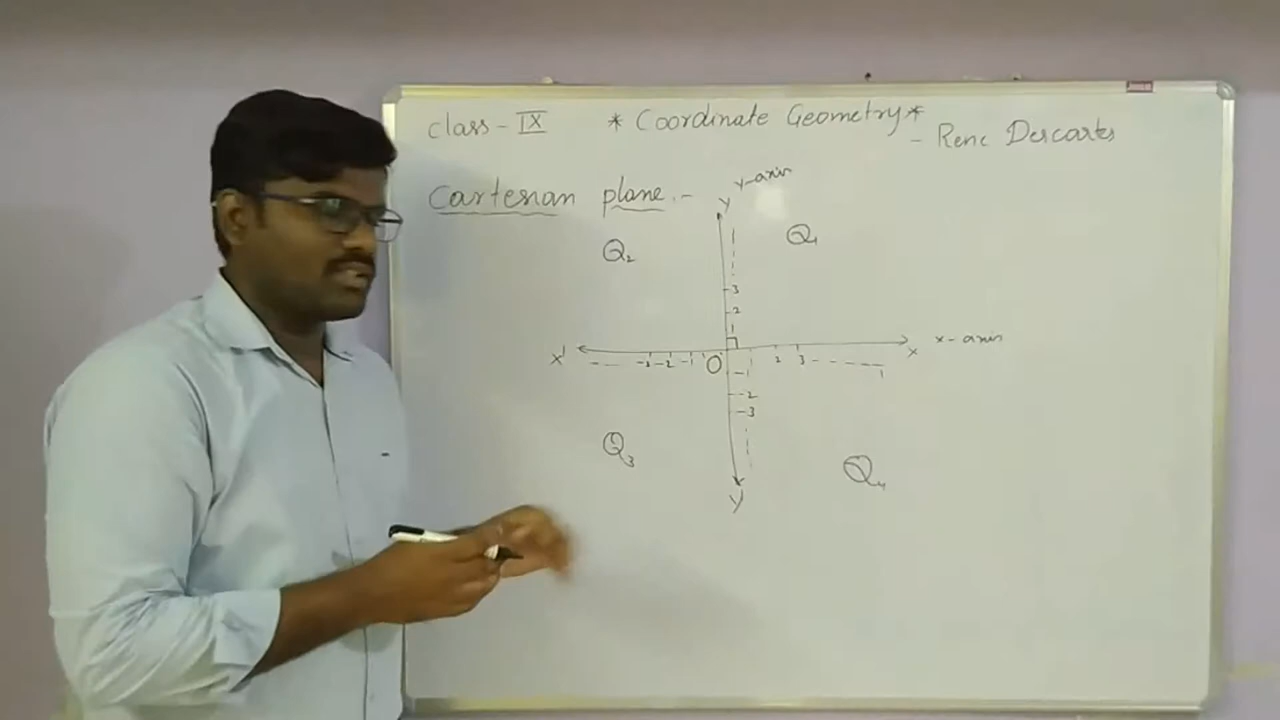 class - IX * Coordinate Geometry *
- Rene Descartes
Cartesian plane :-
y-axis
y
Q2 Q1
3
2
x' x x-axis
-3 -2 -1 O 2 3
-1
-2
-3
Q3 Q4
y'